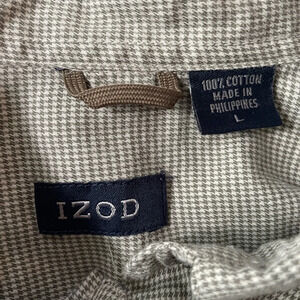 100% COTTON
MADE IN
PHILIPPINES
L
IZOD